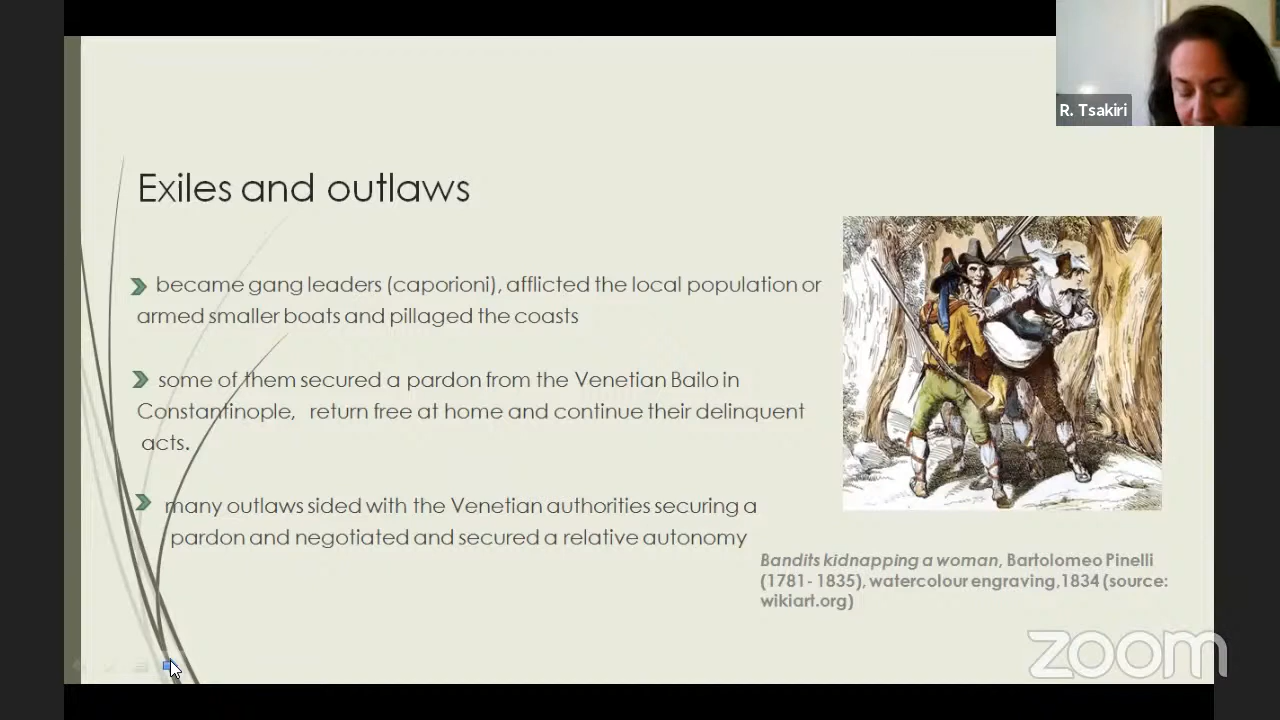 R. Tsakiri
Exiles and outlaws
became gang leaders (caporioni), afflicted the local population or
armed smaller boats and pillaged the coasts
some of them secured a pardon from the Venetian Bailo in
Constantinople, return free at home and continue their delinquent
acts.
many outlaws sided with the Venetian authorities securing a
pardon and negotiated and secured a relative autonomy
Bandits kidnapping a woman, Bartolomeo Pinelli
(1781- 1835), watercolour engraving,1834 (source:
wikiart.org)
zoom